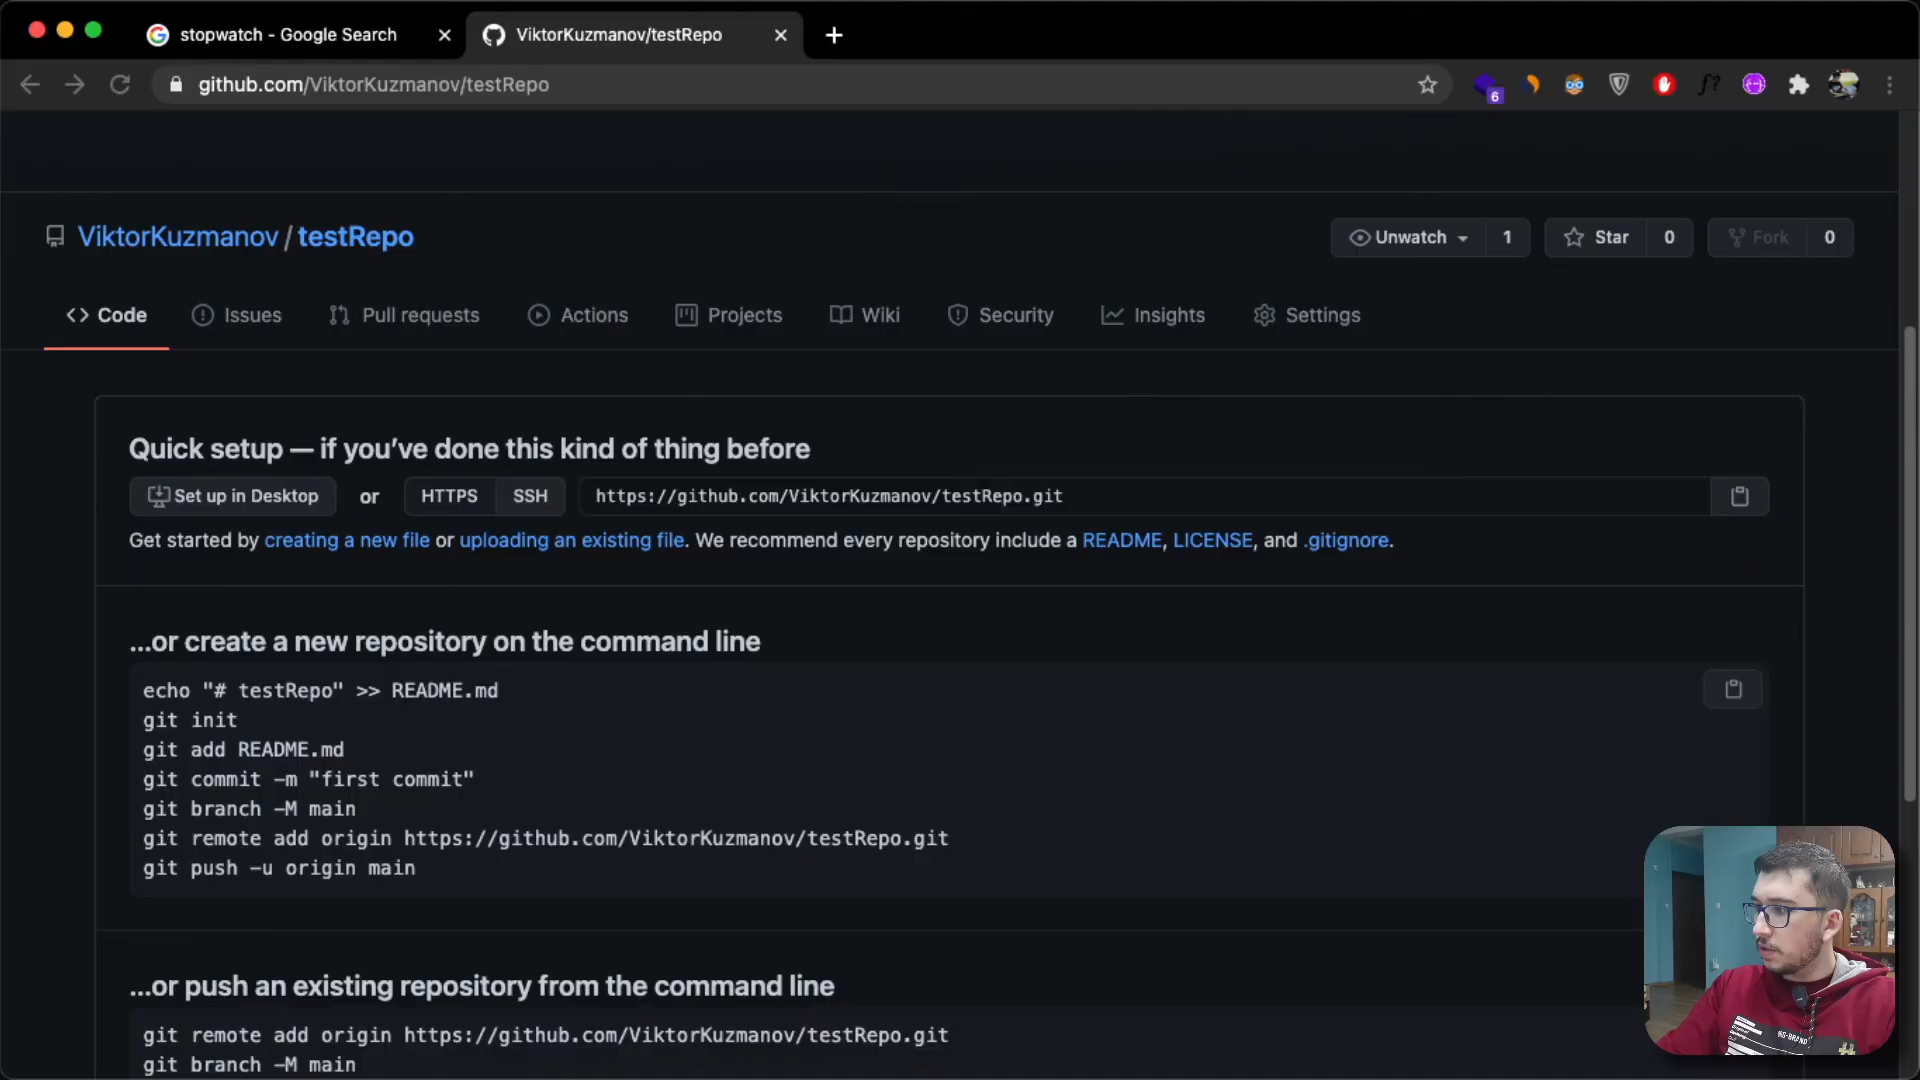 stopwatch - Google Search
ViktorKuzmanov/testRepo
github.com/ViktorKuzmanov/testRepo
6
f?
ViktorKuzmanov / testRepo
Unwatch 1
Star 0
Fork 0
Code
Issues
Pull requests
Actions
Projects
Wiki
Security
Insights
Settings
Quick setup — if you've done this kind of thing before
Set up in Desktop or HTTPS SSH https://github.com/ViktorKuzmanov/testRepo.git
Get started by creating a new file or uploading an existing file. We recommend every repository include a README, LICENSE, and .gitignore.
...or create a new repository on the command line
echo "# testRepo" >> README.md
git init
git add README.md
git commit -m "first commit"
git branch -M main
git remote add origin https://github.com/ViktorKuzmanov/testRepo.git
git push -u origin main
...or push an existing repository from the command line
git remote add origin https://github.com/ViktorKuzmanov/testRepo.git
git branch -M main